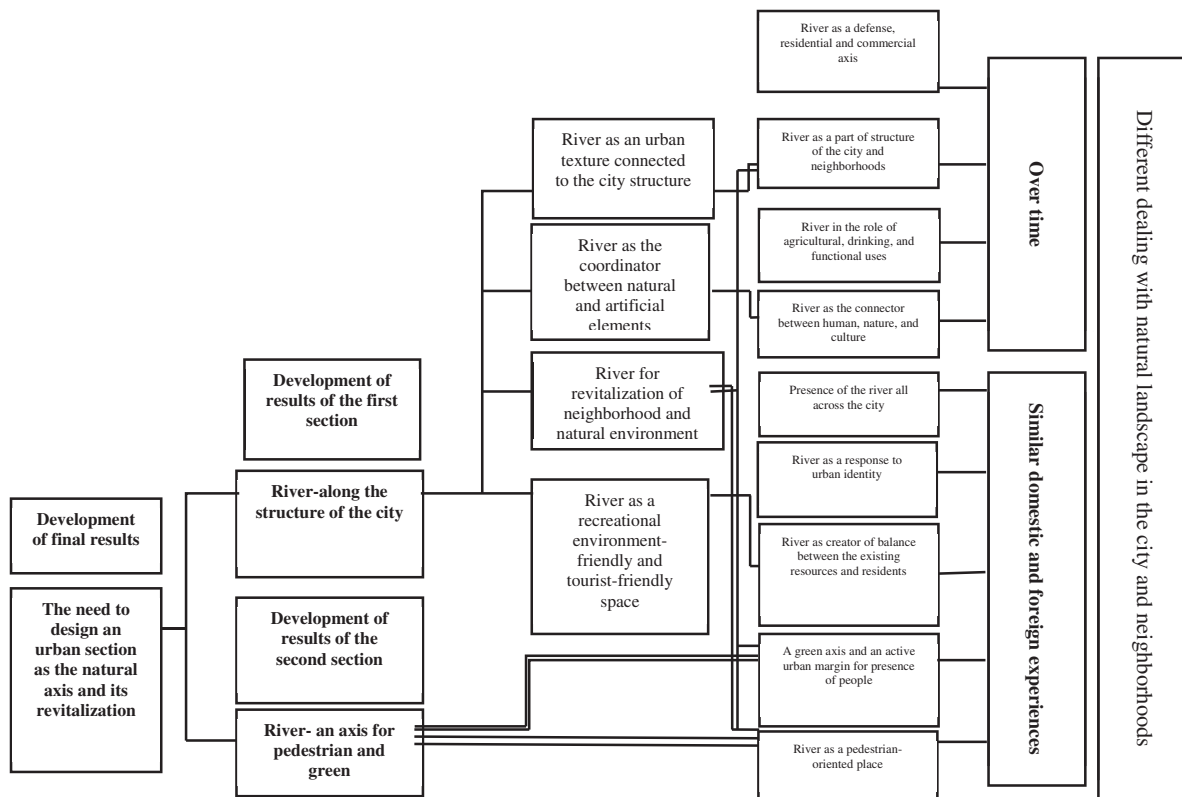 River as a defense,
residential and commercial
axis
River as an urban
texture connected
to the city structure
River as a part of structure
of the city and
neighborhoods
River in the role of
agricultural, drinking, and
functional uses
River as the
coordinator
between natural
and artificial
elements
River as the connector
between human, nature, and
culture
Over time
Different dealing with natural landscape in the city and neighborhoods
Development of
results of the first
section
River for
revitalization of
neighborhood and
natural environment
Presence of the river all
across the city
River as a response to
urban identity
Similar domestic and foreign experiences
Development
of final results
River-along the
structure of the city
River as a
recreational
environment-
friendly and
tourist-friendly
space
River as creator of balance
between the existing
resources and residents
The need to
design an
urban section
as the natural
axis and its
revitalization
Development of
results of the
second section
A green axis and an active
urban margin for presence
of people
River- an axis for
pedestrian and
green
River as a pedestrian-
oriented place